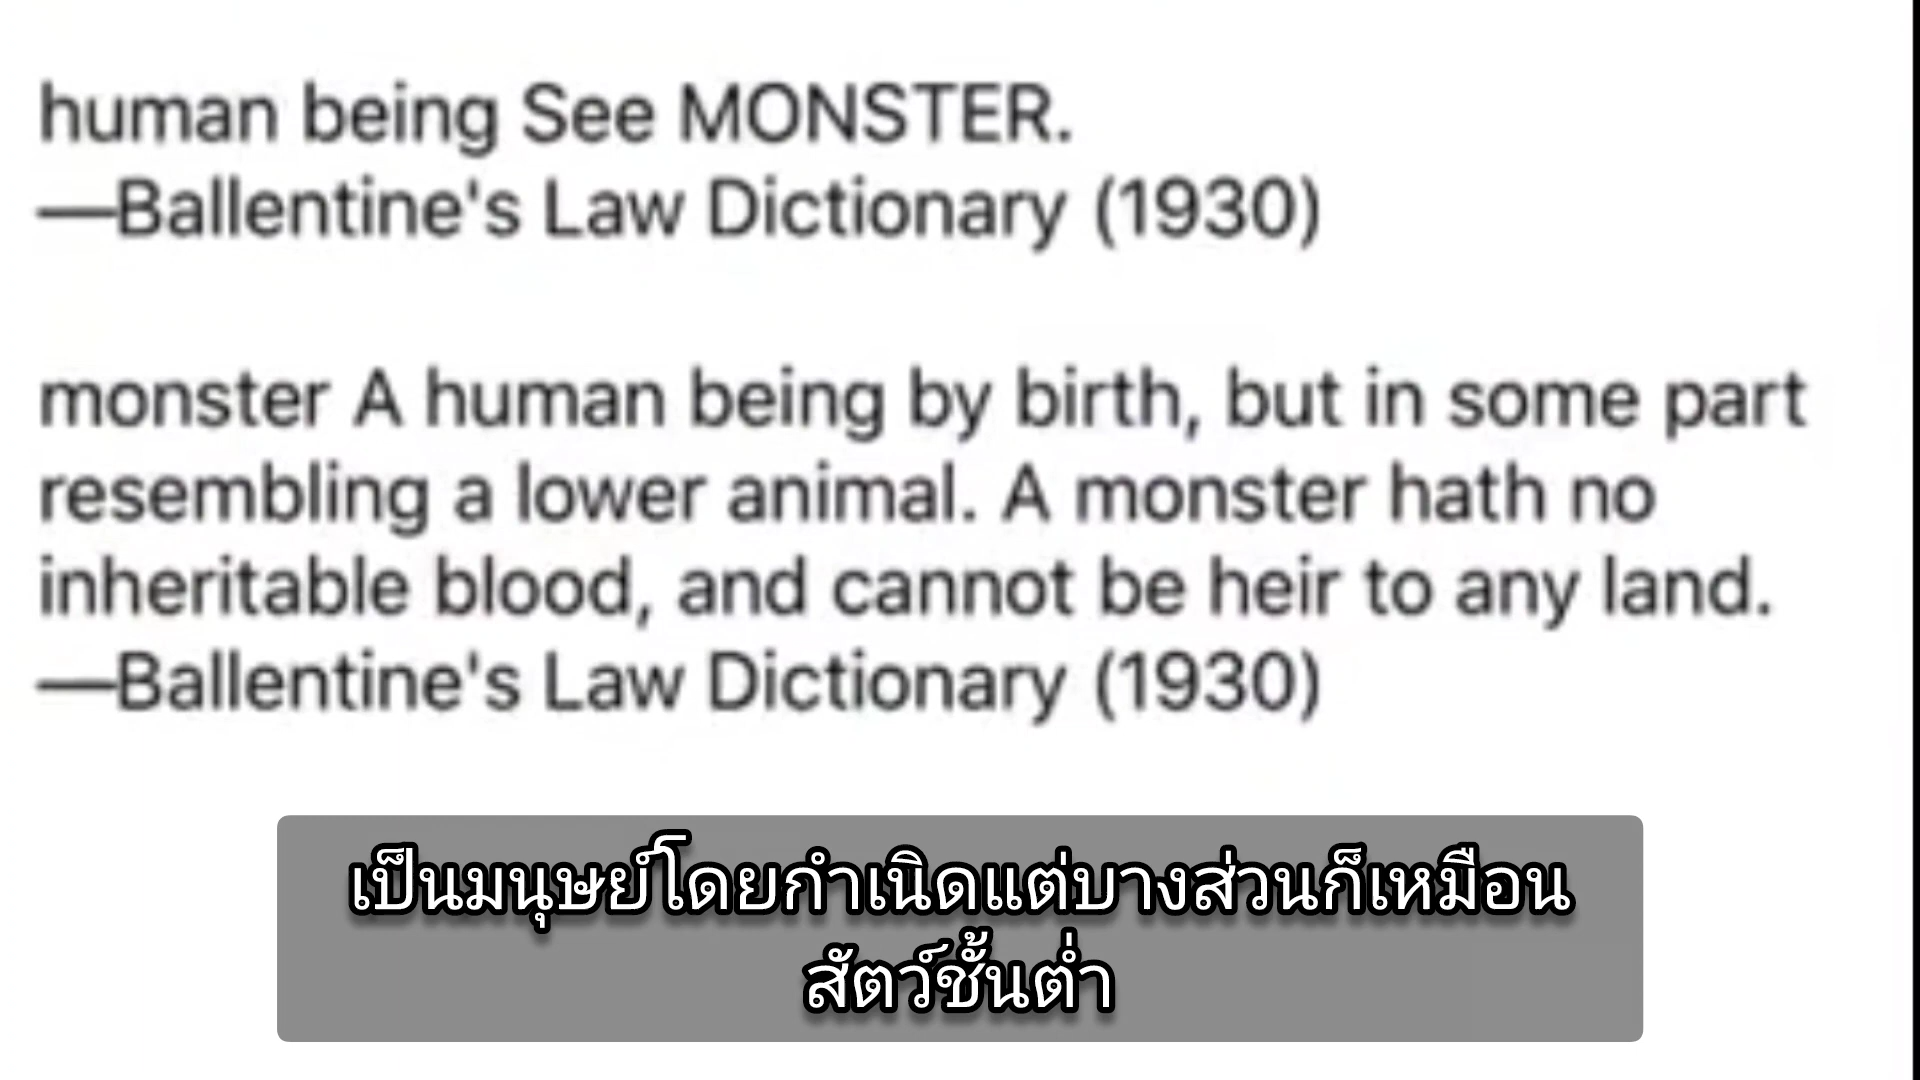 human being See MONSTER.
—Ballentine's Law Dictionary (1930)
monster A human being by birth, but in some part
resembling a lower animal. A monster hath no
inheritable blood, and cannot be heir to any land.
—Ballentine's Law Dictionary (1930)
เป็นมนุษย์โดยกำเนิดแต่บางส่วนก็เหมือน
สัตว์ชั้นต่ำ